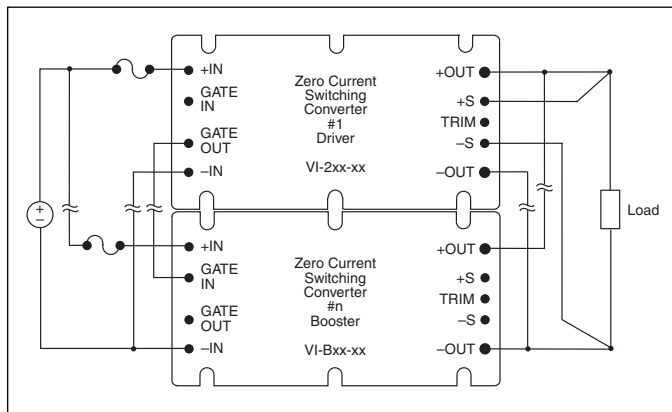 +IN
GATE
IN
GATE
OUT
–IN
Zero Current
Switching
Converter
#1
Driver
VI-2xx-xx
+OUT
+S
TRIM
–S
–OUT
+
–
Load
+IN
GATE
IN
GATE
OUT
–IN
Zero Current
Switching
Converter
#n
Booster
VI-Bxx-xx
+OUT
+S
TRIM
–S
–OUT